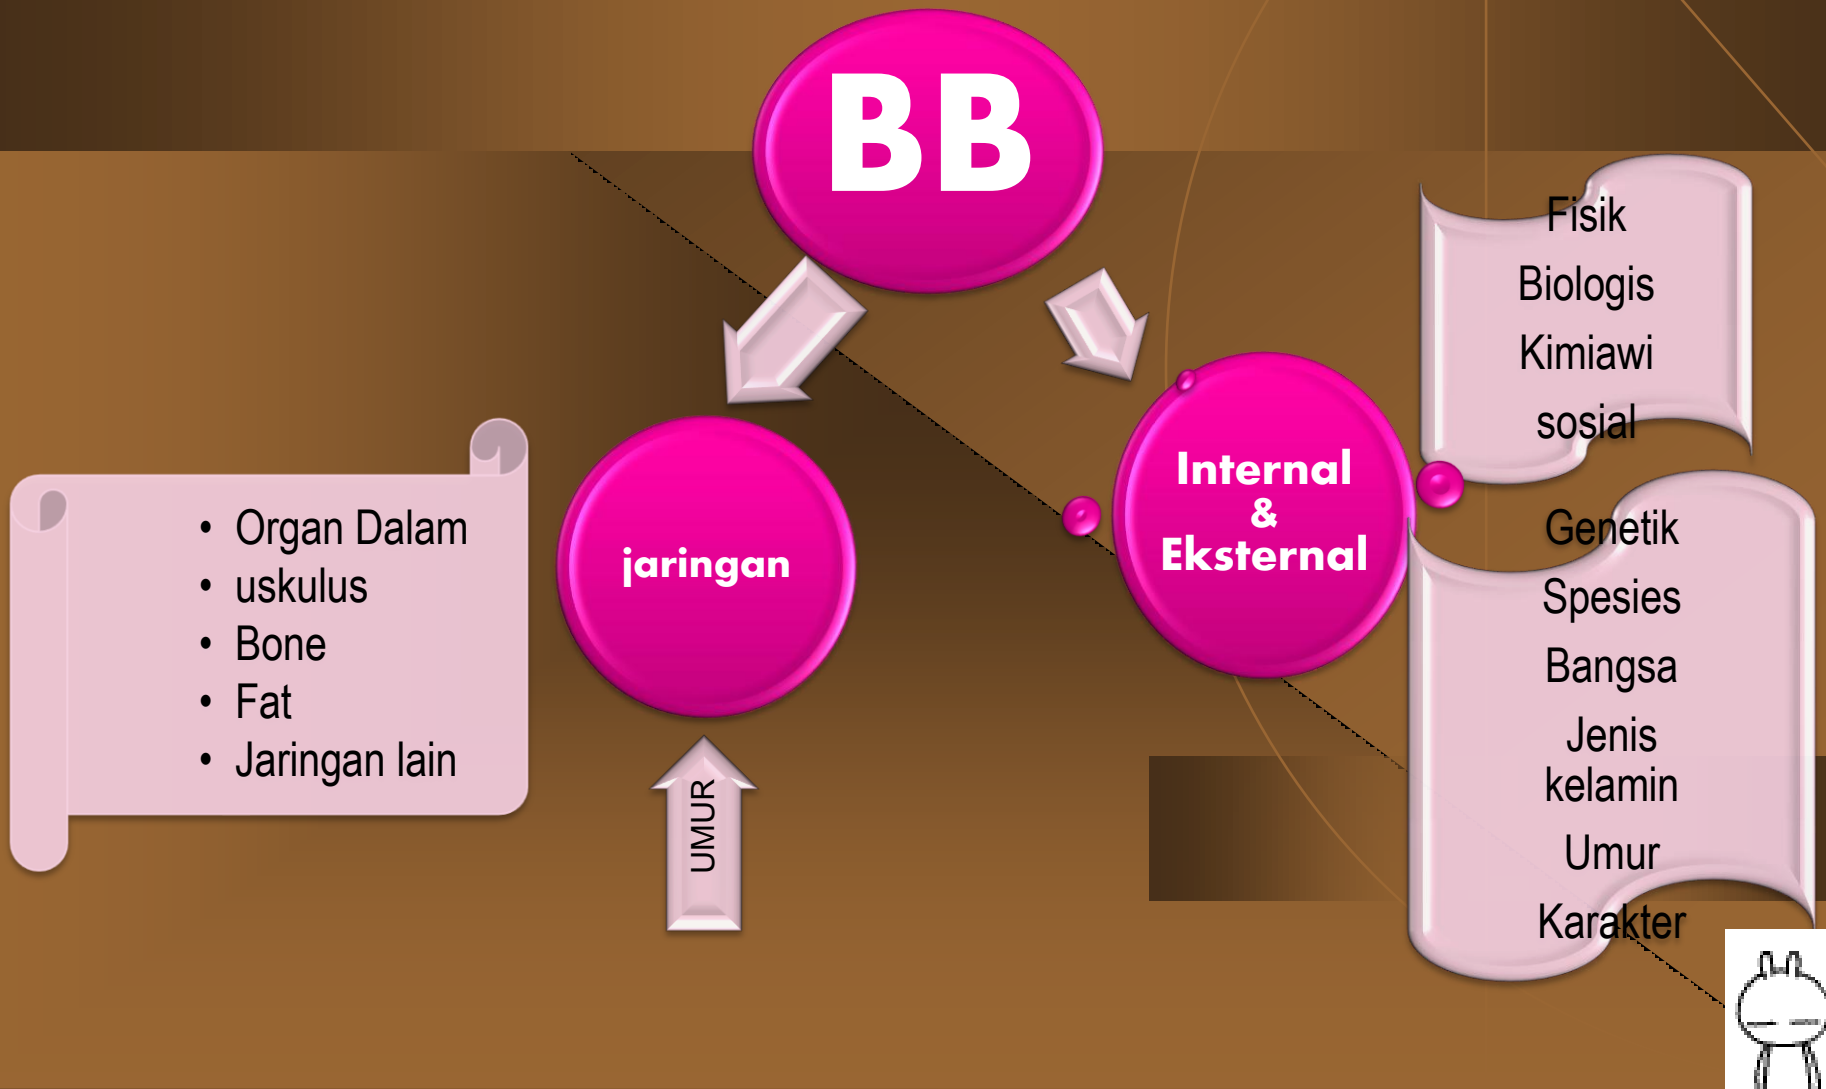 BB
Fisik
Biologis
Kimiawi
sosial
Internal
&
Eksternal
jaringan
• Organ Dalam
• uskulus
• Bone
• Fat
• Jaringan lain
Genetik
Spesies
Bangsa
Jenis
kelamin
Umur
Karakter
UMUR